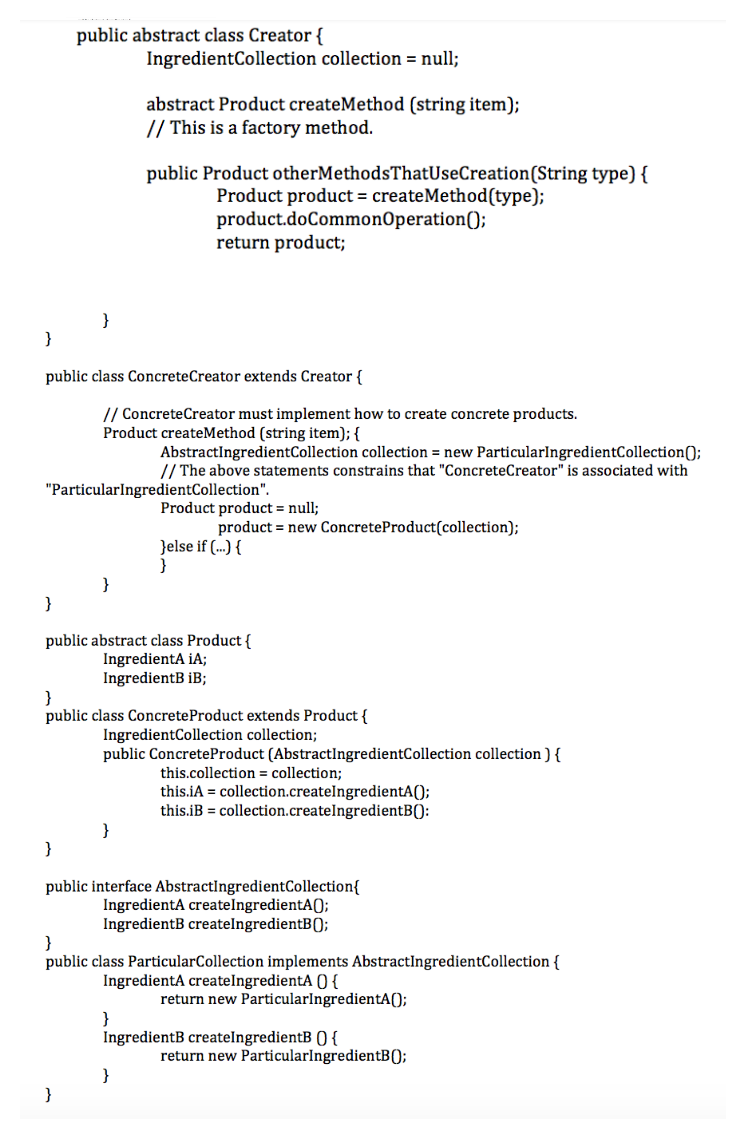 public abstract class Creator {
IngredientCollection collection = null;
abstract Product createMethod (string item);
// This is a factory method.
public Product otherMethodsThatUseCreation(String type) {
Product product = createMethod(type);
product.doCommonOperation();
return product;
}
}
public class ConcreteCreator extends Creator {
// ConcreteCreator must implement how to create concrete products.
Product createMethod (string item); {
AbstractIngredientCollection collection = new ParticularIngredientCollection();
// The above statements constrains that "ConcreteCreator" is associated with
"ParticularIngredientCollection".
Product product = null;
product = new ConcreteProduct(collection);
}else if (...) {
}
}
}
public abstract class Product {
IngredientA iA;
IngredientB iB;
}
public class ConcreteProduct extends Product {
IngredientCollection collection;
public ConcreteProduct (AbstractIngredientCollection collection ) {
this.collection = collection;
this.iA = collection.createIngredientA();
this.iB = collection.createIngredientB():
}
}
public interface AbstractIngredientCollection{
IngredientA createIngredientA();
IngredientB createIngredientB();
}
public class ParticularCollection implements AbstractIngredientCollection {
IngredientA createIngredientA () {
return new ParticularIngredientA();
}
IngredientB createIngredientB () {
return new ParticularIngredientB();
}
}